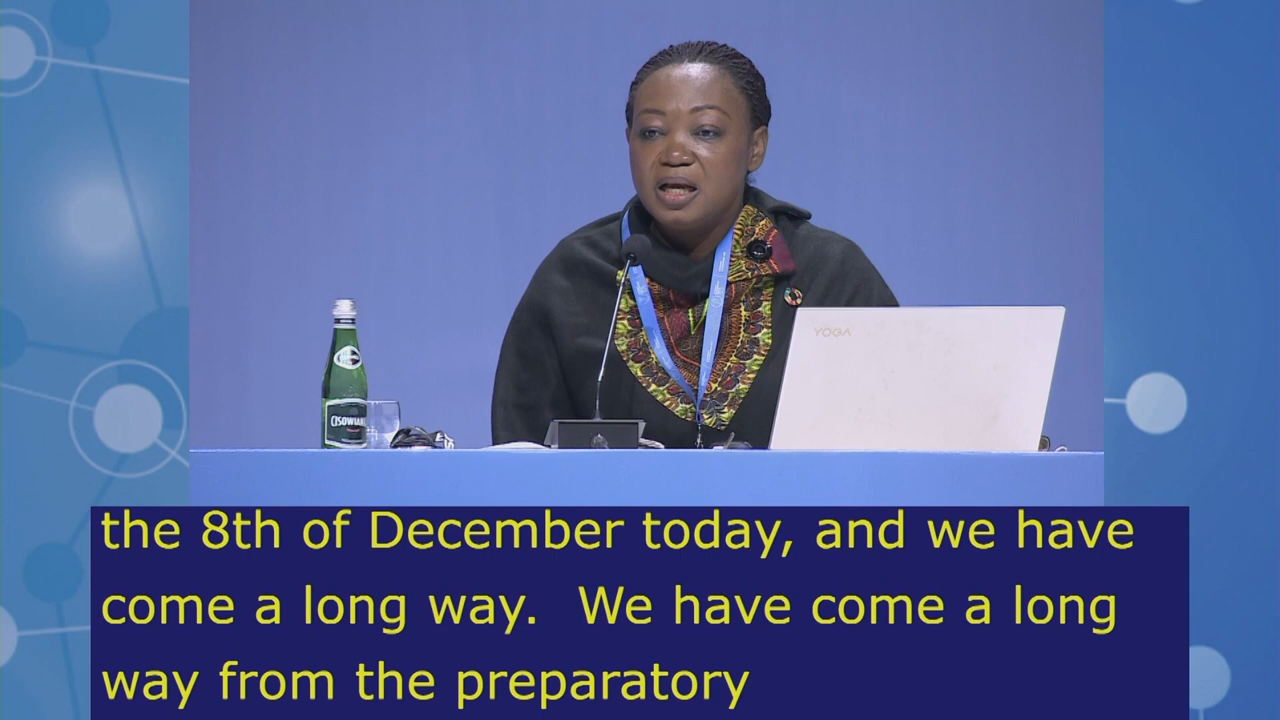 YOGA
CISOWIAN
the 8th of December today, and we have
come a long way.  We have come a long
way from the preparatory